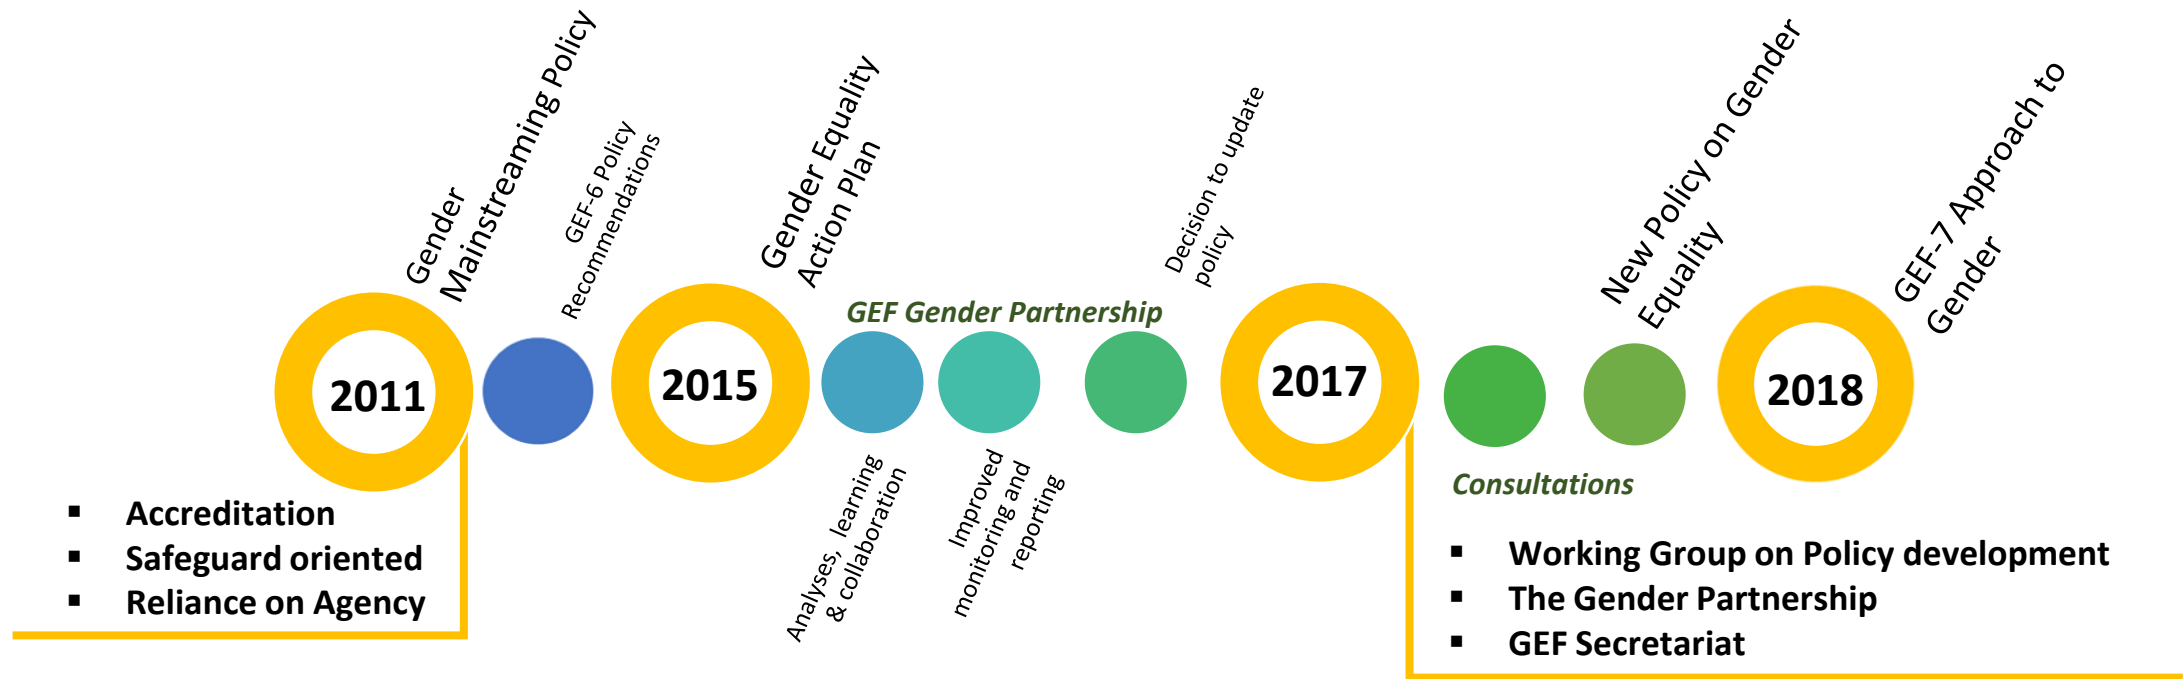 Gender
Mainstreaming Policy
GEF-6 Policy
Recommendations
Gender Equality
Action Plan
Decision to update
policy
New Policy on Gender
Equality
GEF-7 Approach to
Gender
GEF Gender Partnership
2011
2015
2017
2018
Analyses, learning
& collaboration
Improved
monitoring and
reporting
Consultations
▪ Accreditation
▪ Safeguard oriented
▪ Reliance on Agency
▪ Working Group on Policy development
▪ The Gender Partnership
▪ GEF Secretariat